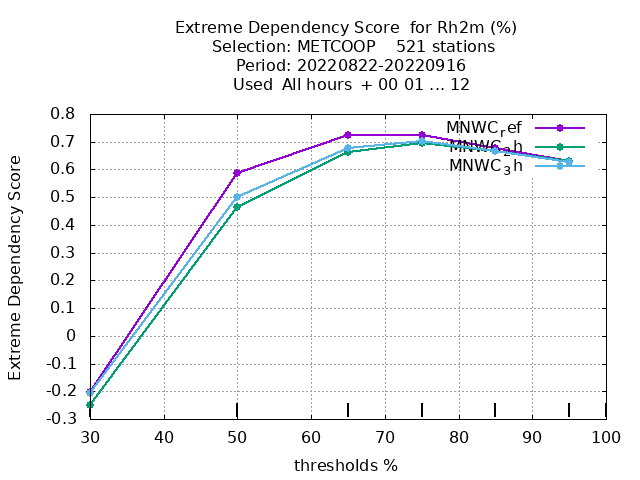 Extreme Dependency Score for Rh2m (%)
Selection: METCOOP 521 stations
Period: 20220822-20220916
Used All hours + 00 01 ... 12
Extreme Dependency Score
0.8
0.7
0.6
0.5
0.4
0.3
0.2
0.1
0
-0.1
-0.2
-0.3
MNWC_ref
MNWC_2h
MNWC_3h
30 40 50 60 70 80 90 100
thresholds %